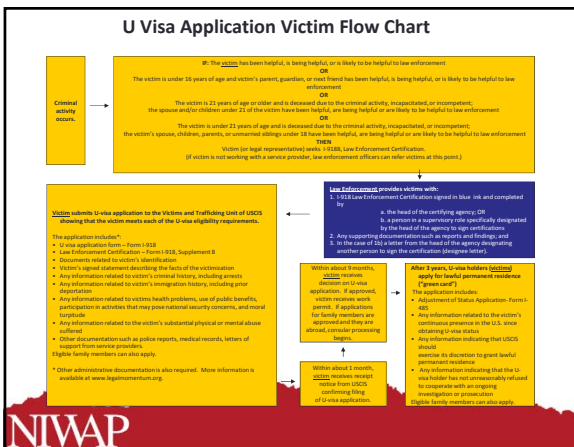 U Visa Application Victim Flow Chart
Criminal
activity
occurs.
IF: The victim has been helpful, is being helpful, or is likely to be helpful to law enforcement
OR
The victim is under 16 years of age and victim's parent, guardian, or next friend has been helpful, is being helpful, or is likely to be helpful to law
enforcement
OR
The victim is 21 years of age or older and is deceased due to the criminal activity, incapacitated, or incompetent;
the spouse and/or children under 21 of the victim have been helpful, are being helpful or are likely to be helpful to law enforcement
OR
The victim is under 21 years of age and is deceased due to the criminal activity, incapacitated, or incompetent;
the victim's spouse, children, parents, or unmarried siblings under 18 have been helpful, are being helpful or are likely to be helpful to law enforcement
THEN
Victim (or legal representative) seeks I-918B, Law Enforcement Certification.
(if victim is not working with a service provider, law enforcement officers can refer victims at this point.)
Law Enforcement provides victims with:
1. I-918 Law Enforcement Certification signed in blue ink and completed
by
a. the head of the certifying agency; OR
b. a person in a supervisory role specifically designated
by the head of the agency to sign certifications
2. Any supporting documentation such as reports and findings; and
3. In the case of 1b) a letter from the head of the agency designating
another person to sign the certification (designee letter).
Victim submits U-visa application to the Victims and Trafficking Unit of USCIS
showing that the victim meets each of the U-visa eligibility requirements.
The application includes*:
• U visa application form – Form I-918
• Law Enforcement Certification – Form I-918, Supplement B
• Documents related to victim's identification
• Victim's signed statement describing the facts of the victimization
• Any information related to victim's criminal history, including arrests
• Any information related to victim's immigration history, including prior
deportation
• Any information related to victims health problems, use of public benefits,
participation in activities that may pose national security concerns, and moral
turpitude
• Any information related to the victim's substantial physical or mental abuse
suffered
• Other documentation such as police reports, medical records, letters of
support from service providers.
Eligible family members can also apply.
* Other administrative documentation is also required. More information is
available at www.legalmomentum.org.
Within about 9 months,
victim receives
decision on U-visa
application. If approved,
victim receives work
permit. If applications
for family members are
approved and they are
abroad, consular processing
begins.
Within about 1 month,
victim receives receipt
notice from USCIS
confirming filing
of U-visa application.
After 3 years, U-visa holders (victims)
apply for lawful permanent residence
("green card")
The application includes:
• Adjustment of Status Application- Form I-
485
• Any information related to the victim's
continuous presence in the U.S. since
obtaining U-visa status
• Any information indicating that USCIS
should
exercise its discretion to grant lawful
permanent residence
• Any information indicating that the U-
visa holder has not unreasonably refused
to cooperate with an ongoing
investigation or prosecution
Eligible family members can also apply.
NIWAP